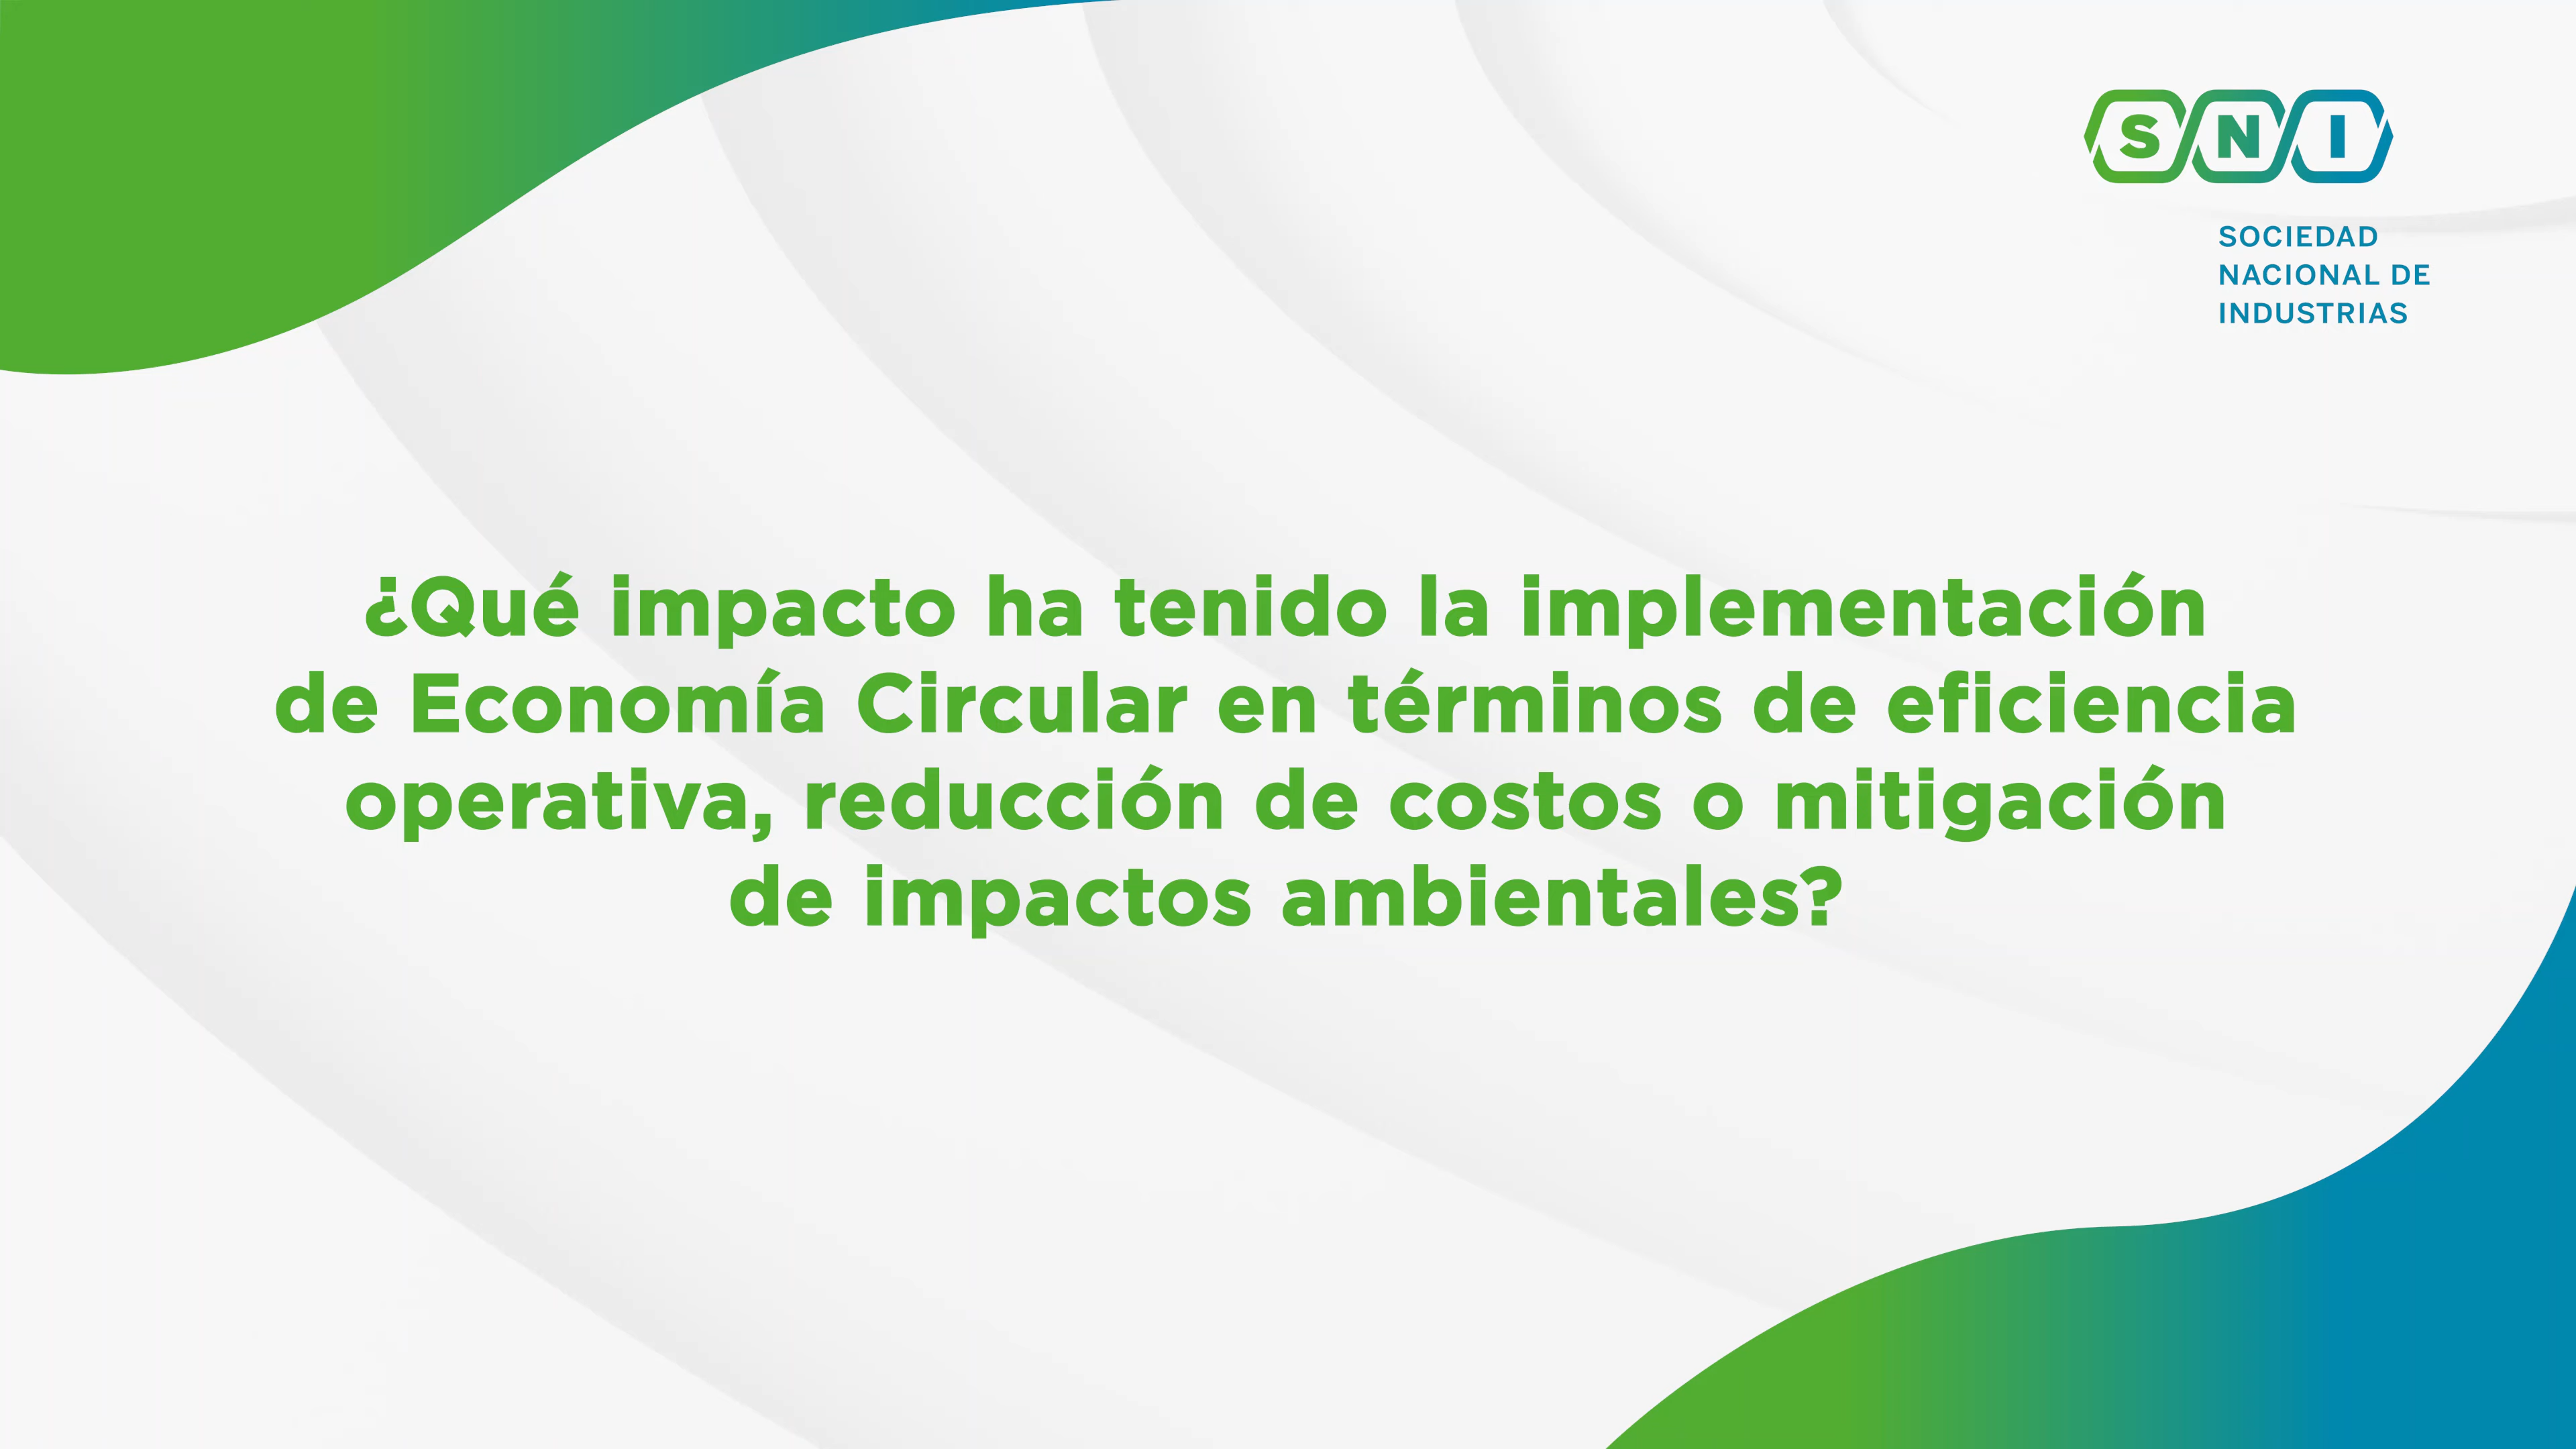 SNI
SOCIEDAD
NACIONAL DE
INDUSTRIAS
¿Qué impacto ha tenido la implementación
de Economía Circular en términos de eficiencia
operativa, reducción de costos o mitigación
de impactos ambientales?